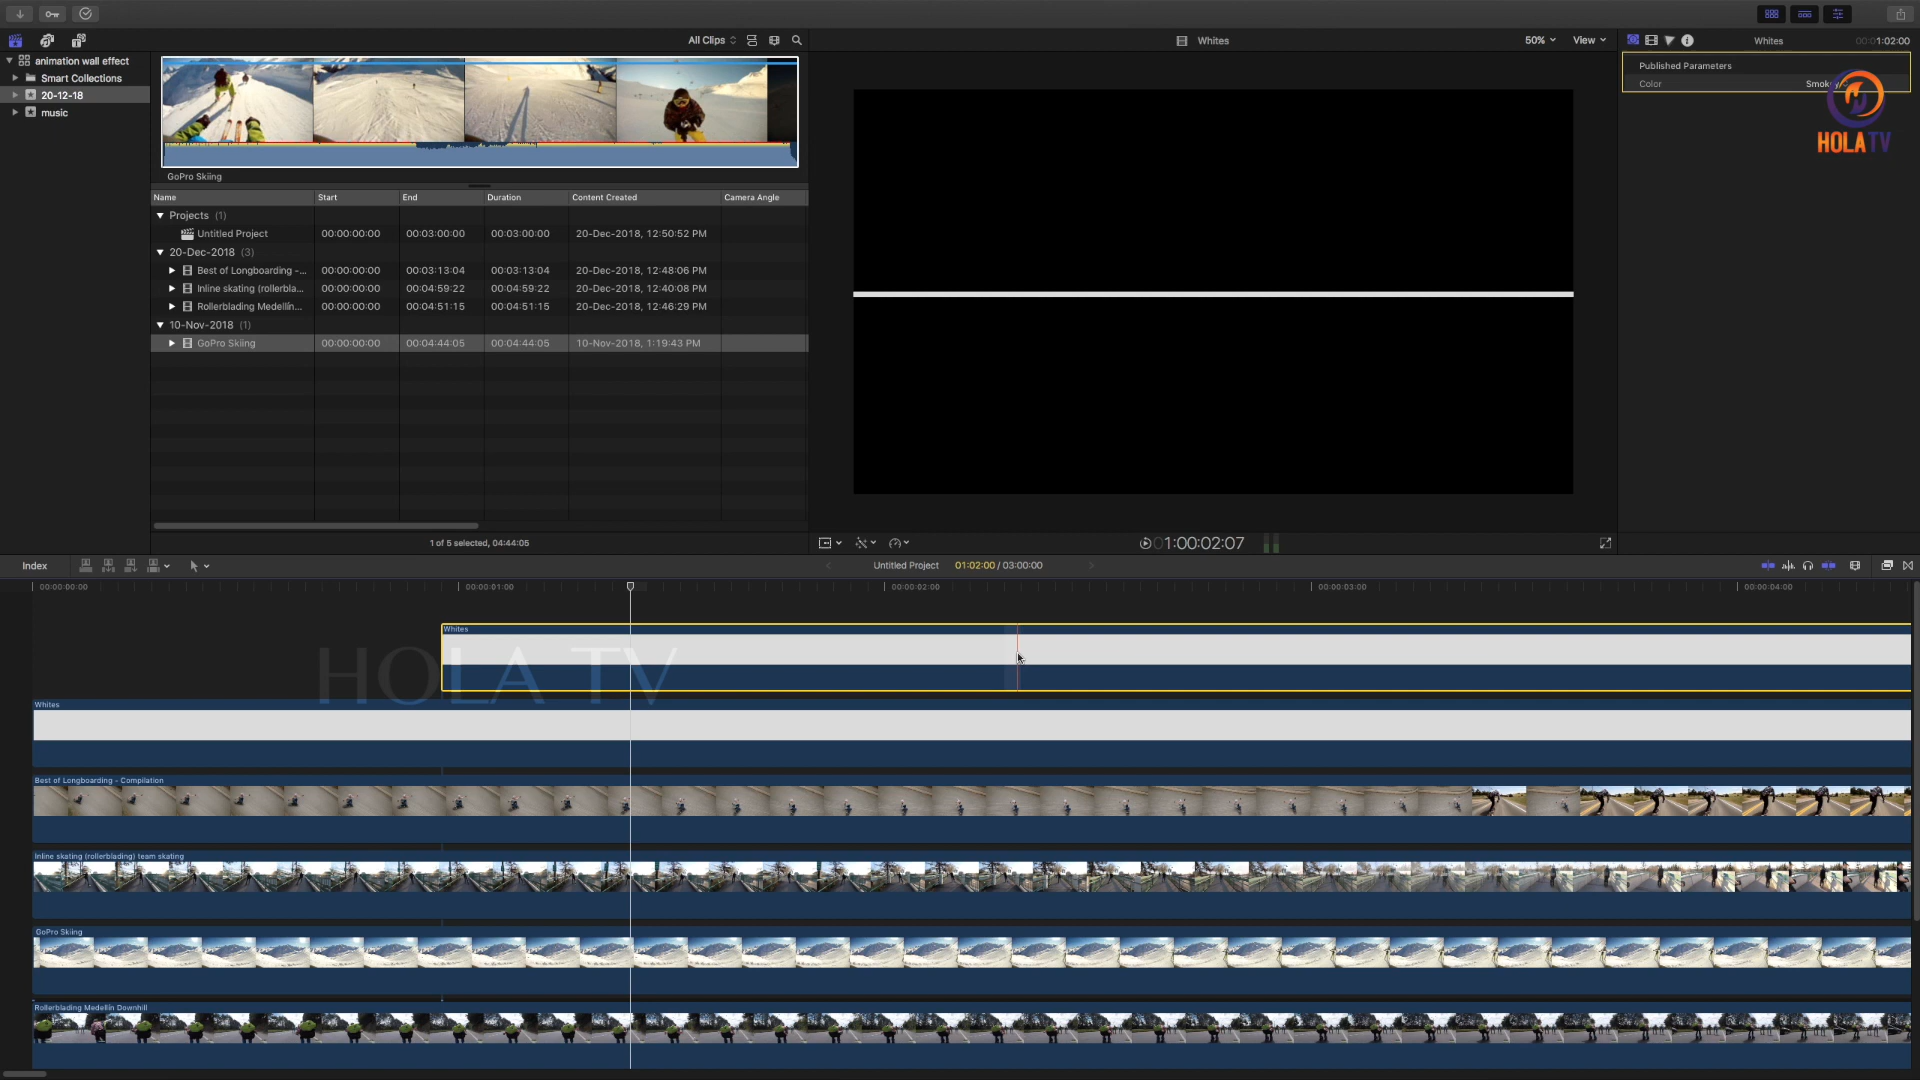 All Clips
Whites
50%
View
Whites
00:01:02:00
animation wall effect
Smart Collections
20-12-18
music
Published Parameters
Color
HOLA TV
GoPro Skiing
Name Start End Duration Content Created Camera Angle
Projects (1)
Untitled Project 00:00:00:00 00:03:00:00 00:03:00:00 20-Dec-2018, 12:50:52 PM
20-Dec-2018 (3)
Best of Longboarding -... 00:00:00:00 00:03:13:04 00:03:13:04 20-Dec-2018, 12:48:06 PM
Inline skating (rollerbla... 00:00:00:00 00:04:59:22 00:04:59:22 20-Dec-2018, 12:40:08 PM
Rollerblading Medellín... 00:00:00:00 00:04:51:15 00:04:51:15 20-Dec-2018, 12:46:29 PM
10-Nov-2018 (1)
GoPro Skiing 00:00:00:00 00:04:44:05 00:04:44:05 10-Nov-2018, 1:19:43 PM
1 of 5 selected, 04:44:05
01:00:02:07
Index
Untitled Project 01:02:00 / 03:00:00
00:00:00:00 00:00:01:00 00:00:02:00 00:00:03:00 00:00:04:00
Whites
HOLA TV
Whites
Best of Longboarding - Compilation
Inline skating (rollerblading) team skating
GoPro Skiing
Rollerblading Medellín Downhill